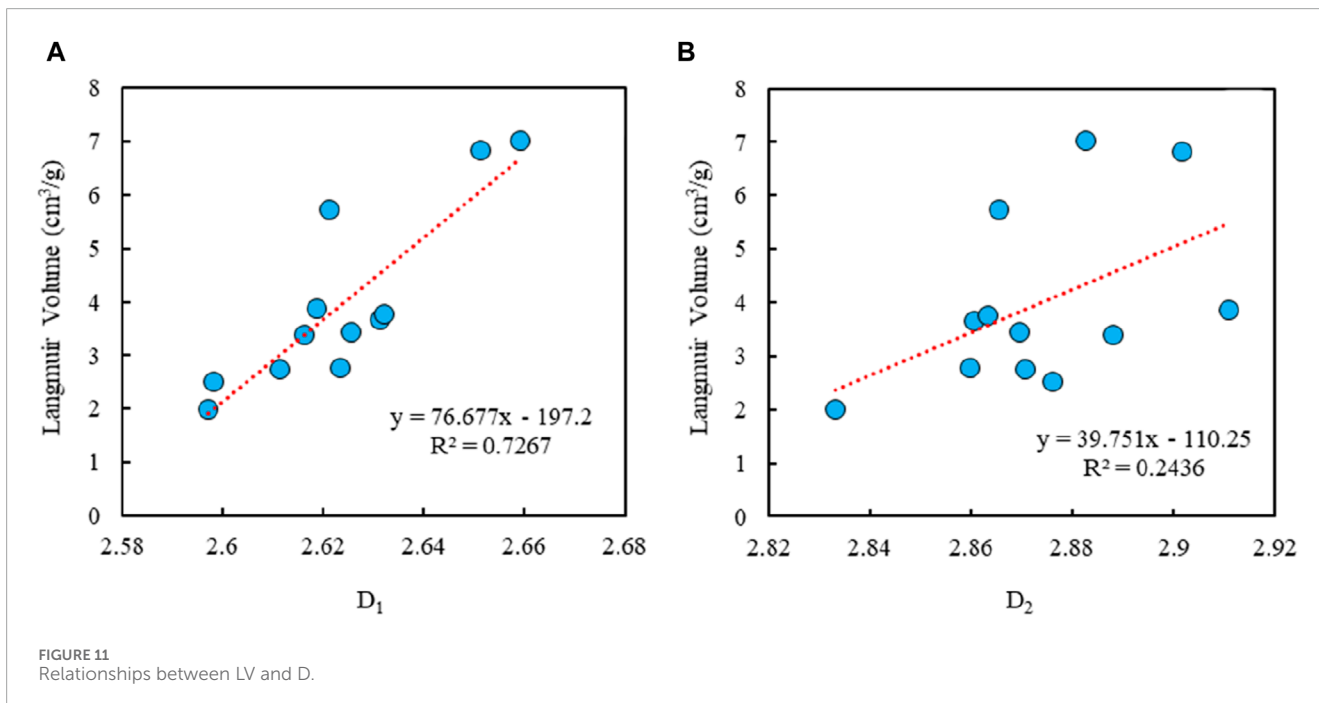 A
B
Langmuir Volume (cm³/g)
8
7
6
5
4
3
2
1
0
y = 76.677x - 197.2
R² = 0.7267
2.58
2.6
2.62
2.64
2.66
2.68
D₁
Langmuir Volume (cm³/g)
8
7
6
5
4
3
2
1
0
y = 39.751x - 110.25
R² = 0.2436
2.82
2.84
2.86
2.88
2.9
2.92
D₂
FIGURE 11
Relationships between LV and D.